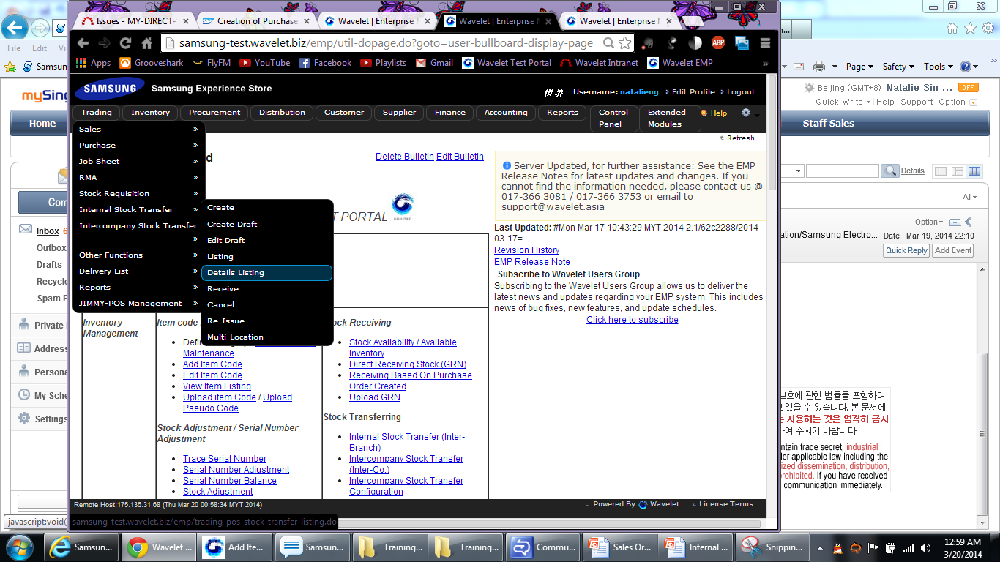 Issues - MY-DIRECT-
Creation of Purchase
Wavelet | Enterprise
Wavelet | Enterprise
Wavelet | Enterprise
samsung-test.wavelet.biz/emp/util-dopage.do?goto=user-bullboard-display-page
Apps
Grooveshark
FlyFM
YouTube
Facebook
Playlists
Gmail
Wavelet Test Portal
Wavelet Intranet
Wavelet EMP
»
File
Edit
Samsun
Page
Safety
Tools
»
SAMSUNG
Samsung Experience Store
世务
Username: natalieng
Edit Profile
Logout
Trading
Inventory
Procurement
Distribution
Customer
Supplier
Finance
Accounting
Reports
Control Panel
Extended Modules
Help
Refresh
Sales »
Purchase »
Job Sheet »
RMA »
Stock Requisition »
Internal Stock Transfer »
Intercompany Stock Transfer
»
Other Functions »
Delivery List »
Reports »
JIMMY-POS Management »
Create
Create Draft
Edit Draft
Listing
Details Listing
Receive
Cancel
Re-Issue
Multi-Location
Delete Bulletin Edit Bulletin
PORTAL
Server Updated, for further assistance: See the EMP
Release Notes for latest updates and changes. If you
cannot find the information needed, please contact us @
017-366 3081 / 017-366 3753 or email to
support@wavelet.asia
Last Updated: #Mon Mar 17 10:43:29 MYT 2014 2.1/62c2288/2014-
03-17=
Revision History
EMP Release Note
Subscribe to Wavelet Users Group
Subscribing to the Wavelet Users Group allows us to deliver the
latest news and updates regarding your EMP system. This includes
news of bug fixes, new features, and update schedules.
Click here to subscribe
Inventory
Management
Item code
Maintenance
Add Item Code
Edit Item Code
View Item Listing
Upload item Code / Upload
Pseudo Code
Stock Adjustment / Serial Number
Adjustment
Trace Serial Number
Serial Number Adjustment
Serial Number Balance
Stock Adjustment
Receiving
Stock Availability / Available
inventory
Direct Receiving Stock (GRN)
Receiving Based On Purchase
Order Created
Upload GRN
Stock Transferring
Internal Stock Transfer (Inter-
Branch)
Intercompany Stock Transfer
(Inter-Co.)
Intercompany Stock Transfer
Configuration
Remote Host:175.136.31.68 (Thu Mar 20 00:58:34 MYT 2014)
Powered By Wavelet
License Terms
samsung-test.wavelet.biz/emp/trading-pos-stock-transfer-listing.do
javascript:void(
mySing
Home
Com
Inbox 6
Outbox
Drafts
Recycle
Spam
Private
Address
Persona
My Sche
Settings
Beijing (GMT+8) Natalie Sin ... OFF
Quick Write | Help | Support | Option
Staff Sales
Details
All
Option
ation/Samsung Electro... Date : Mar 19, 2014 22:10
Quick Reply Add Event
보호에 관한 법률을 포함하여
있을 수 있습니다. 본 문서에
사용하는 것은 엄격히 금지
하여 주시기 바랍니다.
ntain trade secret, industrial
der applicable law including the
ized dissemination, distribution,
prohibited. If you have received
communication immediately.
Samsun...
Wavelet ...
Add Ite...
Samsun...
Training...
Training...
Commu...
Sales Or...
Internal ...
Snippin...
12:59 AM
3/20/2014